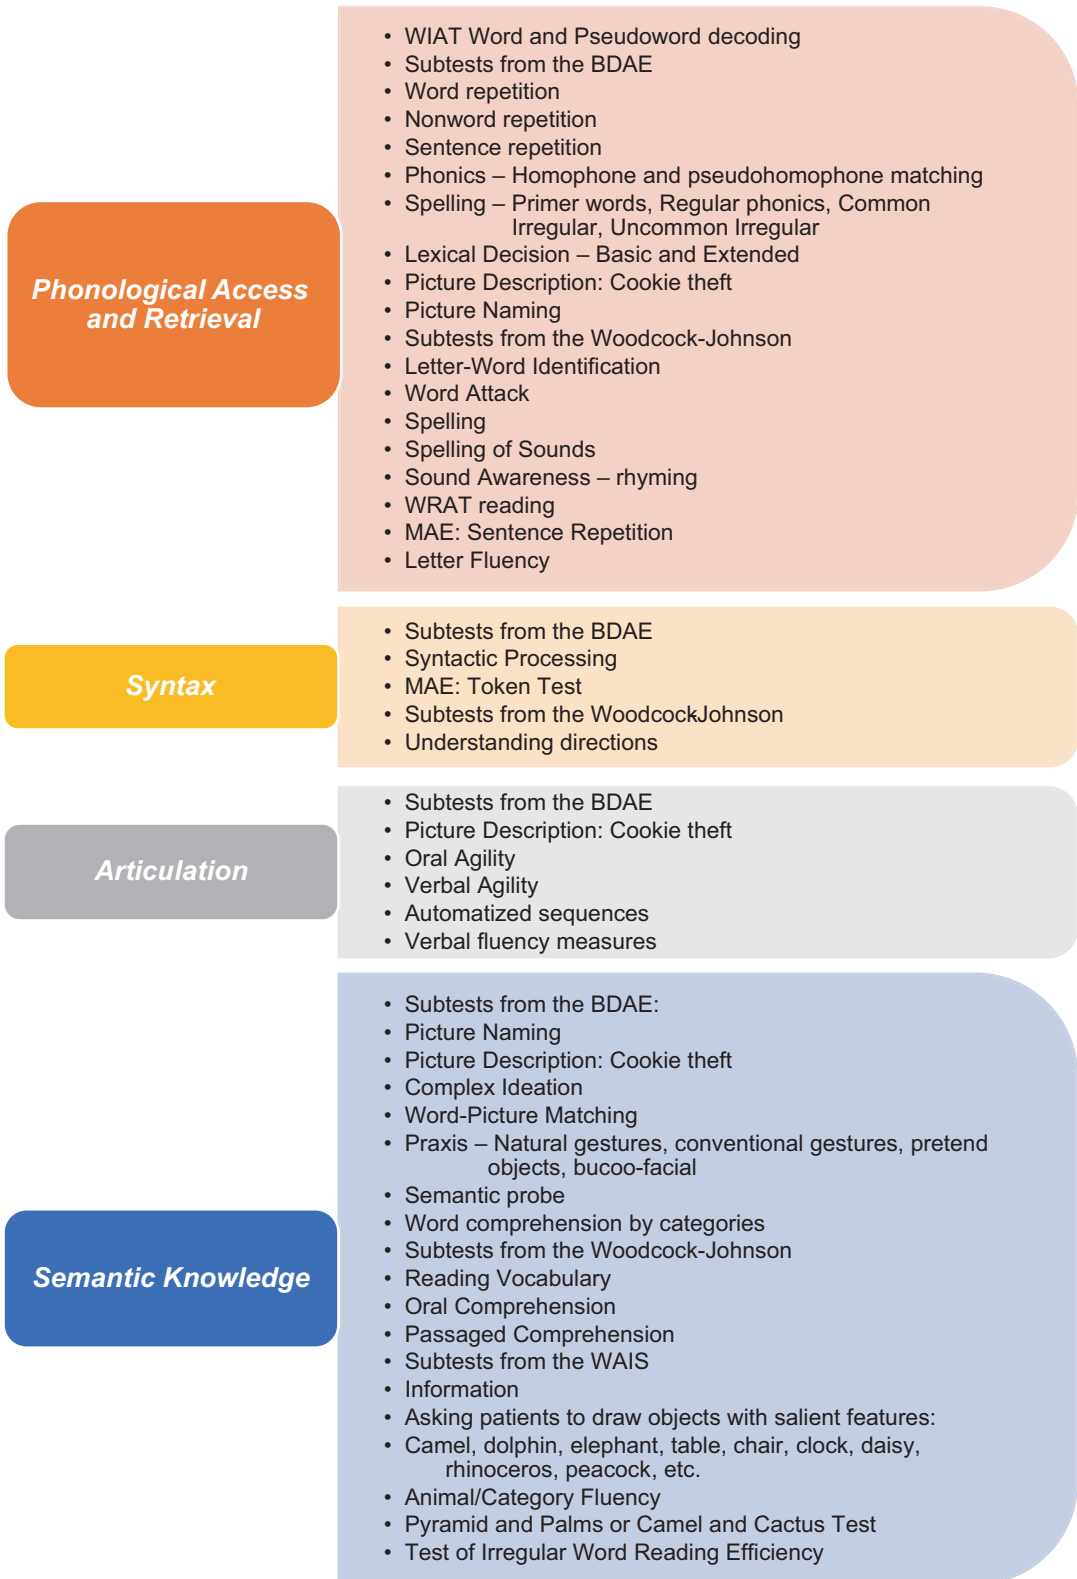 Phonological Access
and Retrieval
• WIAT Word and Pseudoword decoding
• Subtests from the BDAE
• Word repetition
• Nonword repetition
• Sentence repetition
• Phonics – Homophone and pseudohomophone matching
• Spelling – Primer words, Regular phonics, Common
Irregular, Uncommon Irregular
• Lexical Decision – Basic and Extended
• Picture Description: Cookie theft
• Picture Naming
• Subtests from the Woodcock-Johnson
• Letter-Word Identification
• Word Attack
• Spelling
• Spelling of Sounds
• Sound Awareness – rhyming
• WRAT reading
• MAE: Sentence Repetition
• Letter Fluency
Syntax
• Subtests from the BDAE
• Syntactic Processing
• MAE: Token Test
• Subtests from the Woodcock-Johnson
• Understanding directions
Articulation
• Subtests from the BDAE
• Picture Description: Cookie theft
• Oral Agility
• Verbal Agility
• Automatized sequences
• Verbal fluency measures
Semantic Knowledge
• Subtests from the BDAE:
• Picture Naming
• Picture Description: Cookie theft
• Complex Ideation
• Word-Picture Matching
• Praxis – Natural gestures, conventional gestures, pretend
objects, bucoo-facial
• Semantic probe
• Word comprehension by categories
• Subtests from the Woodcock-Johnson
• Reading Vocabulary
• Oral Comprehension
• Passaged Comprehension
• Subtests from the WAIS
• Information
• Asking patients to draw objects with salient features:
• Camel, dolphin, elephant, table, chair, clock, daisy,
rhinoceros, peacock, etc.
• Animal/Category Fluency
• Pyramid and Palms or Camel and Cactus Test
• Test of Irregular Word Reading Efficiency